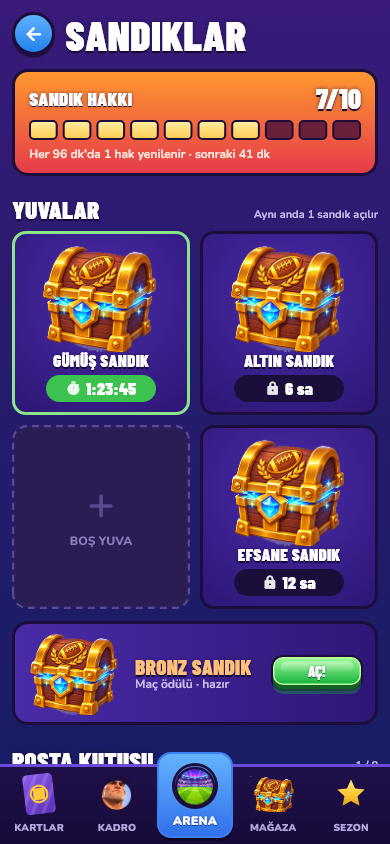 SANDIKLAR
SANDIK HAKKI 7/10
Her 96 dk'da 1 hak yenilenir · sonraki 41 dk
YUVALAR
Aynı anda 1 sandık açılır
GÜMÜŞ SANDIK
1:23:45
ALTIN SANDIK
6 sa
BOŞ YUVA
EFSANE SANDIK
12 sa
BRONZ SANDIK
Maç ödülü · hazır
AÇ!
POSTA KUTUSU
KARTLAR
KADRO
ARENA
MAĞAZA
SEZON